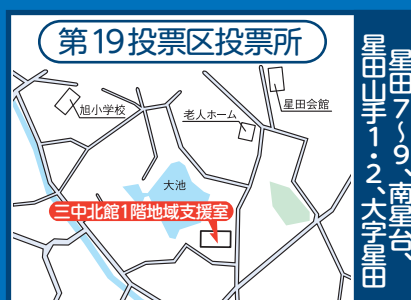 第19投票区投票所
星田7～9、南星台、
星田山手1・2、大字星田
旭小学校
老人ホーム
星田会館
大池
三中北館1階地域支援室